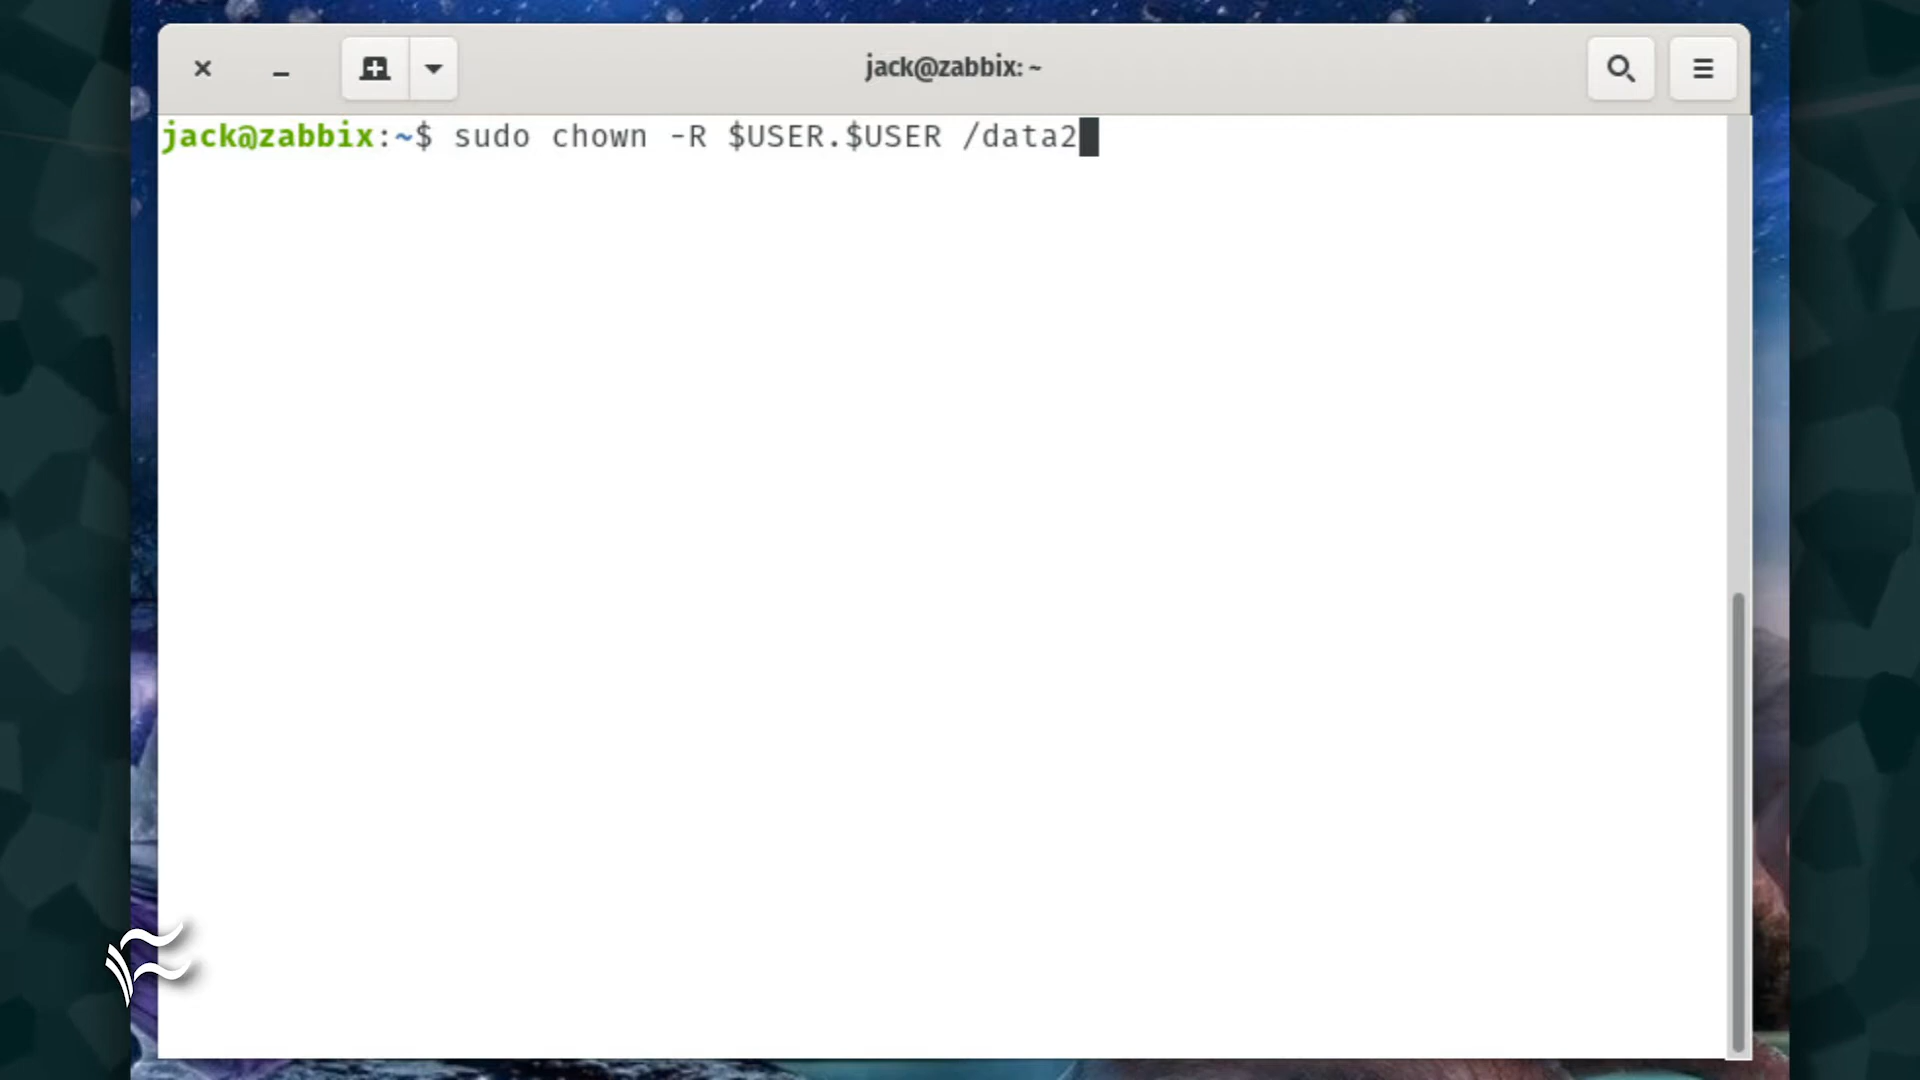 jack@zabbix: ~
jack@zabbix:~$ sudo chown -R $USER.$USER /data2